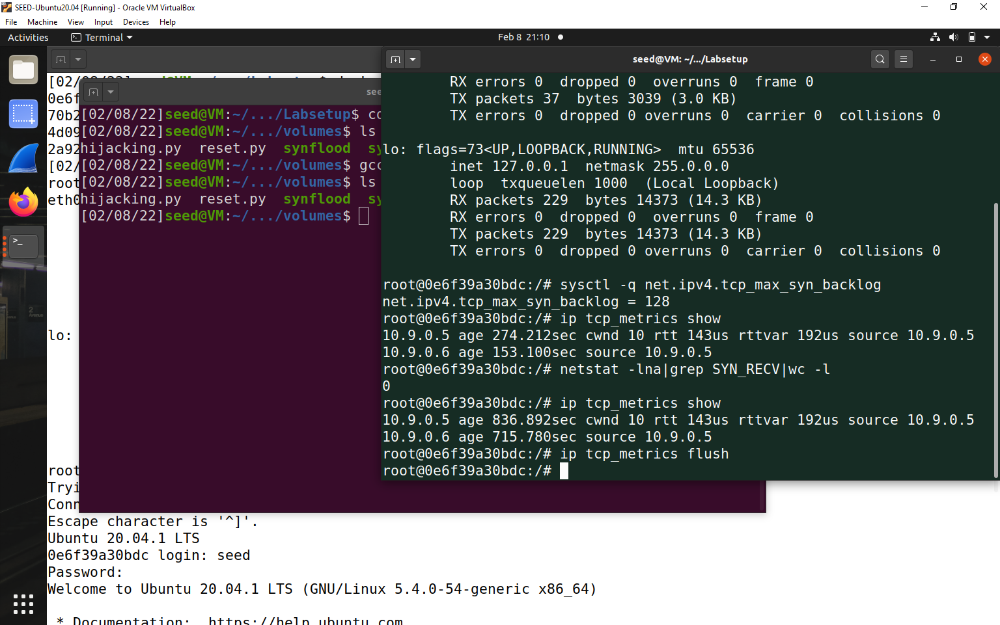 SEED-Ubuntu20.04 [Running] - Oracle VM VirtualBox
File Machine View Input Devices Help
Activities Terminal Feb 8 21:10
[02/
0e6f
70b2
4d09
2a92
[02/
root
eth0
lo:
root
Tryi
Conn
Escape character is '^]'.
Ubuntu 20.04.1 LTS
0e6f39a30bdc login: seed
Password:
Welcome to Ubuntu 20.04.1 LTS (GNU/Linux 5.4.0-54-generic x86_64)
* Documentation: https://help.ubuntu.com
see
[02/08/22]seed@VM:~/.../Labsetup$ cd
[02/08/22]seed@VM:~/.../volumes$ ls
hijacking.py reset.py synflood sy
[02/08/22]seed@VM:~/.../volumes$ gcc
[02/08/22]seed@VM:~/.../volumes$ ls
hijacking.py reset.py synflood sy
[02/08/22]seed@VM:~/.../volumes$
seed@VM: ~/.../Labsetup
RX errors 0 dropped 0 overruns 0 frame 0
TX packets 37 bytes 3039 (3.0 KB)
TX errors 0 dropped 0 overruns 0 carrier 0 collisions 0
lo: flags=73<UP,LOOPBACK,RUNNING> mtu 65536
inet 127.0.0.1 netmask 255.0.0.0
loop txqueuelen 1000 (Local Loopback)
RX packets 229 bytes 14373 (14.3 KB)
RX errors 0 dropped 0 overruns 0 frame 0
TX packets 229 bytes 14373 (14.3 KB)
TX errors 0 dropped 0 overruns 0 carrier 0 collisions 0
root@0e6f39a30bdc:/# sysctl -q net.ipv4.tcp_max_syn_backlog
net.ipv4.tcp_max_syn_backlog = 128
root@0e6f39a30bdc:/# ip tcp_metrics show
10.9.0.5 age 274.212sec cwnd 10 rtt 143us rttvar 192us source 10.9.0.5
10.9.0.6 age 153.100sec source 10.9.0.5
root@0e6f39a30bdc:/# netstat -lna|grep SYN_RECV|wc -l
0
root@0e6f39a30bdc:/# ip tcp_metrics show
10.9.0.5 age 836.892sec cwnd 10 rtt 143us rttvar 192us source 10.9.0.5
10.9.0.6 age 715.780sec source 10.9.0.5
root@0e6f39a30bdc:/# ip tcp_metrics flush
root@0e6f39a30bdc:/#